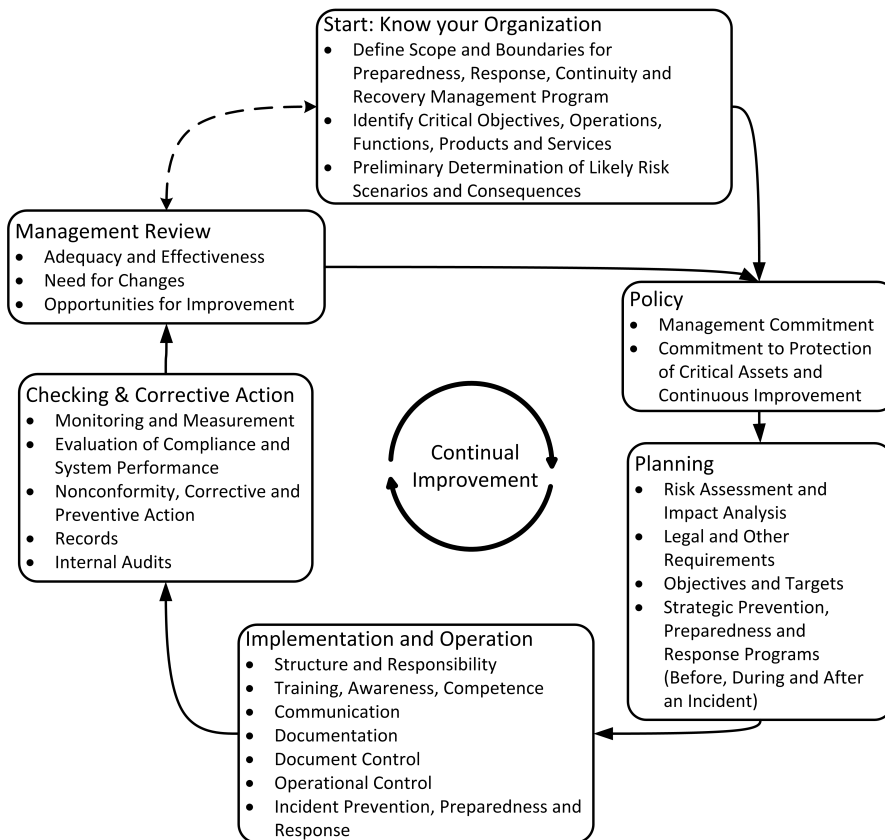 Start: Know your Organization
• Define Scope and Boundaries for
Preparedness, Response, Continuity and
Recovery Management Program
• Identify Critical Objectives, Operations,
Functions, Products and Services
• Preliminary Determination of Likely Risk
Scenarios and Consequences
Management Review
• Adequacy and Effectiveness
• Need for Changes
• Opportunities for Improvement
Policy
• Management Commitment
• Commitment to Protection
of Critical Assets and
Continuous Improvement
Checking & Corrective Action
• Monitoring and Measurement
• Evaluation of Compliance and
System Performance
• Nonconformity, Corrective and
Preventive Action
• Records
• Internal Audits
Continual
Improvement
Planning
• Risk Assessment and
Impact Analysis
• Legal and Other
Requirements
• Objectives and Targets
• Strategic Prevention,
Preparedness and
Response Programs
(Before, During and After
an Incident)
Implementation and Operation
• Structure and Responsibility
• Training, Awareness, Competence
• Communication
• Documentation
• Document Control
• Operational Control
• Incident Prevention, Preparedness and
Response